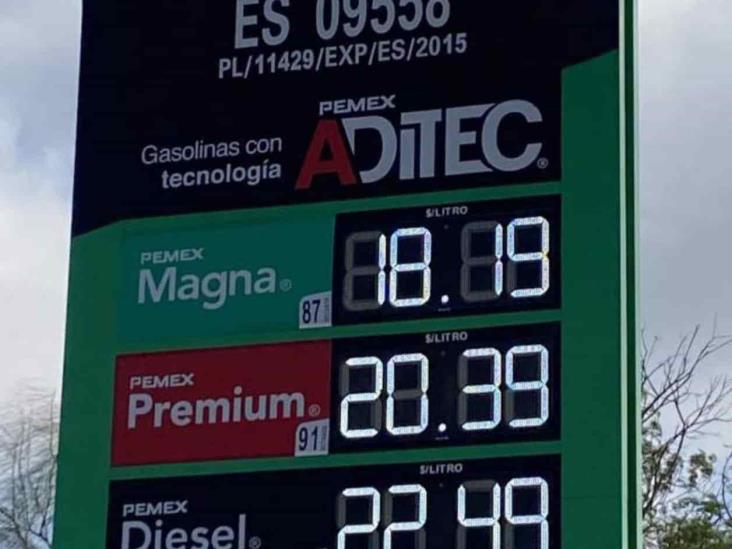 ES 09558
PL/11429/EXP/ES/2015
PEMEX
Gasolinas con ADiTEC®
tecnología
$/LITRO
PEMEX
Magna® 18.19
87
$/LITRO
PEMEX
Premium® 20.39
91
$/LITRO
PEMEX
Diesel® 22.49